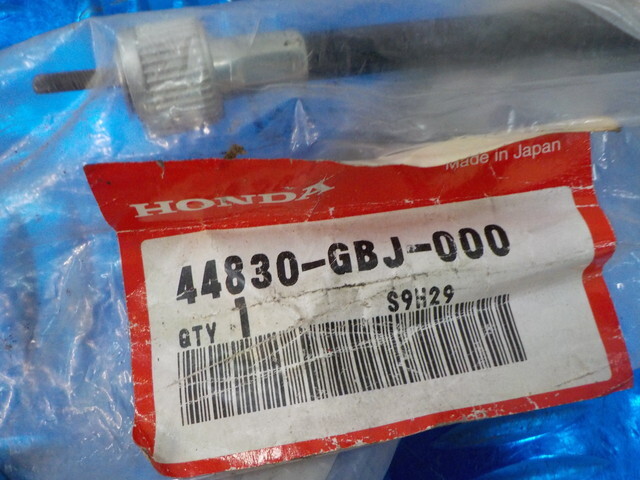 Made in Japan
HONDA
44830-GBJ-000
S9H29
QTY 1